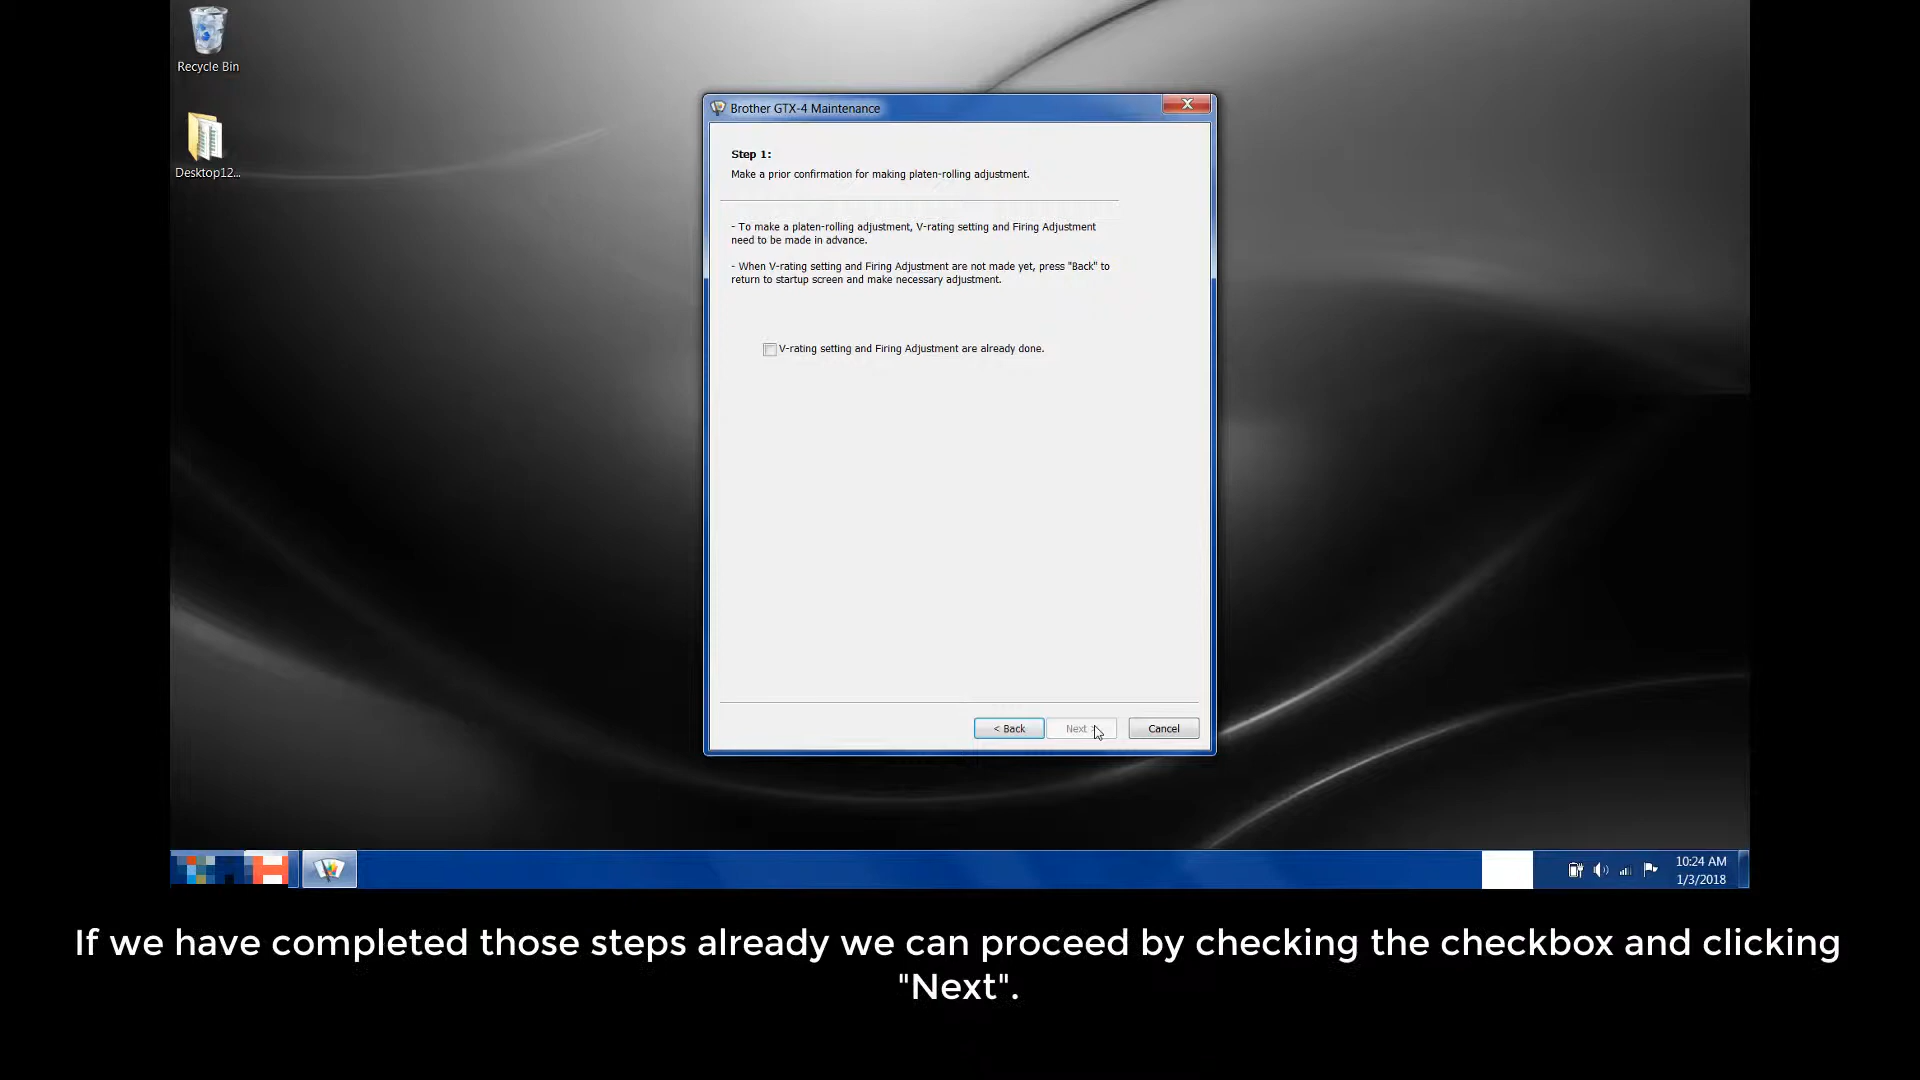 Recycle Bin
Desktop12...
Brother GTX-4 Maintenance
Step 1:
Make a prior confirmation for making platen-rolling adjustment.
- To make a platen-rolling adjustment, V-rating setting and Firing Adjustment
need to be made in advance.
- When V-rating setting and Firing Adjustment are not made yet, press "Back" to
return to startup screen and make necessary adjustment.
V-rating setting and Firing Adjustment are already done.
< Back
Next >
Cancel
10:24 AM
1/3/2018
If we have completed those steps already we can proceed by checking the checkbox and clicking
"Next".